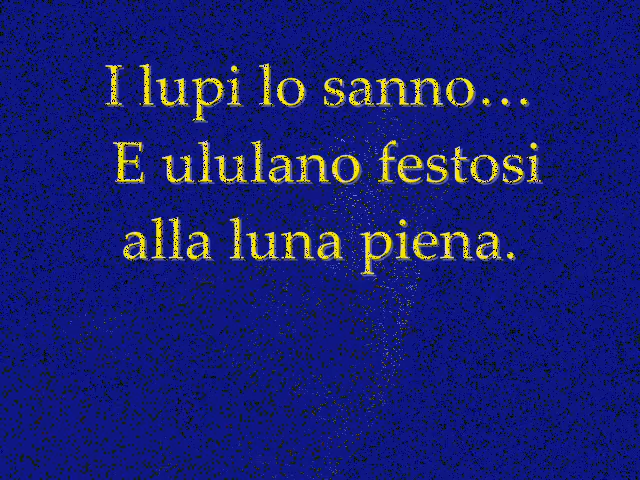 I lupi lo sanno…
E ululano festosi
alla luna piena.